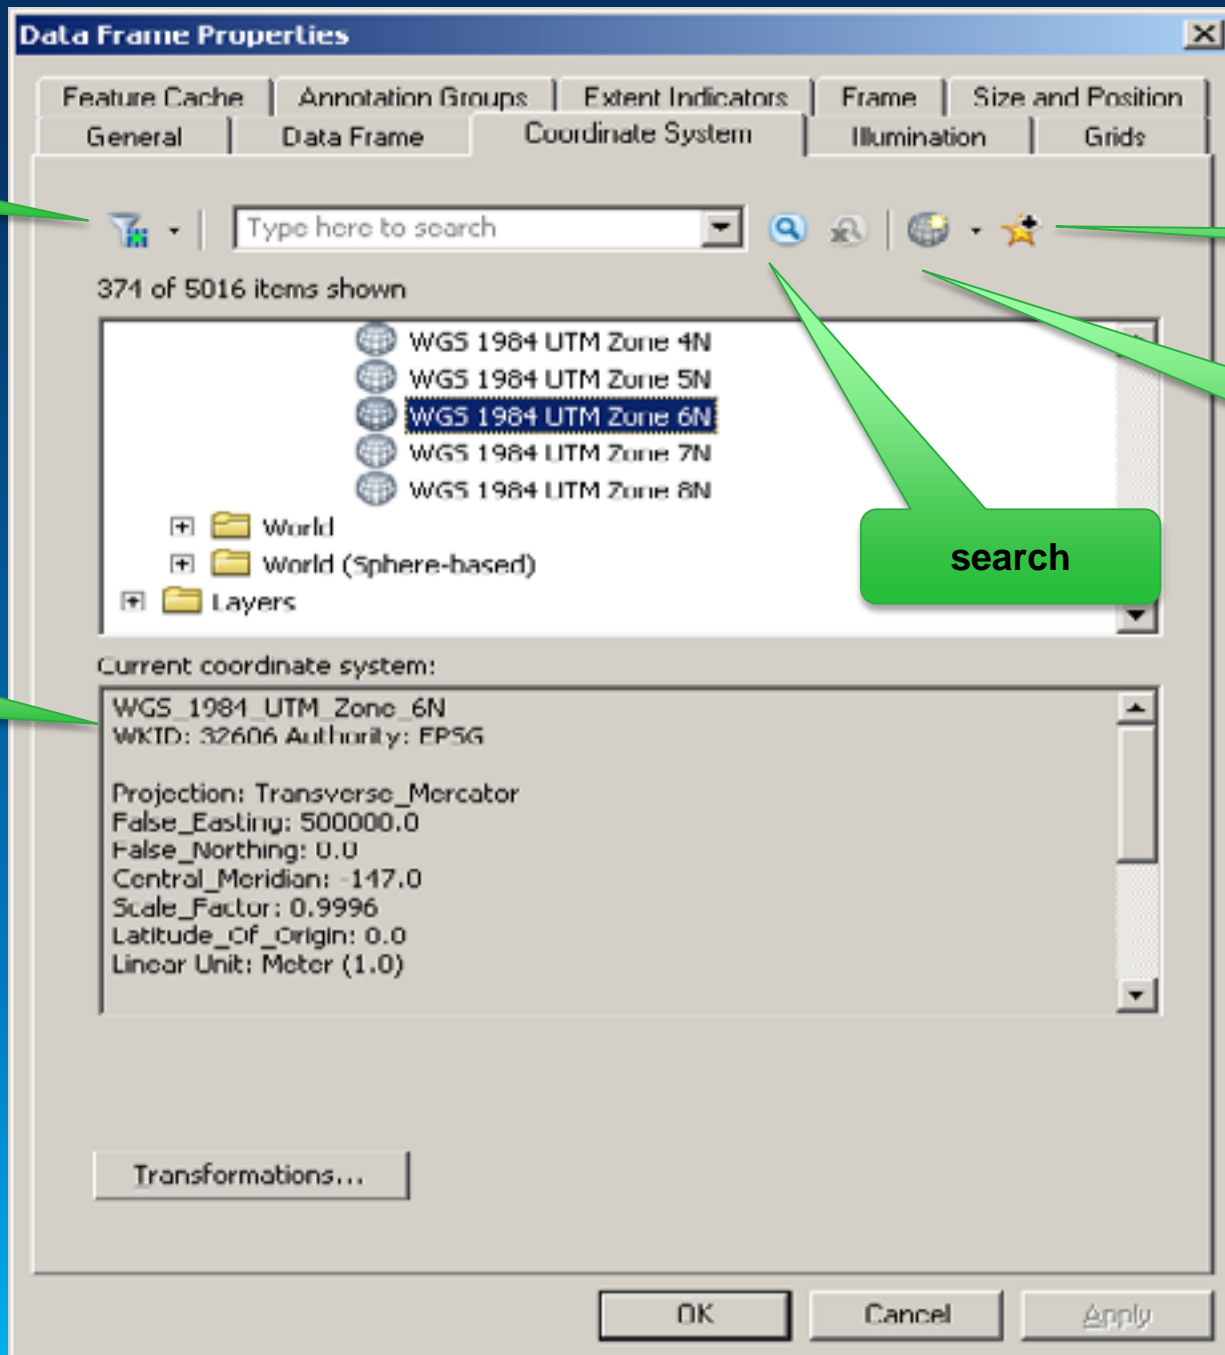 Data Frame Properties
Feature Cache
Annotation Groups
Extent Indicators
Frame
Size and Position
General
Data Frame
Coordinate System
Illumination
Grids
Type here to search
374 of 5016 items shown
WGS 1984 UTM Zone 4N
WGS 1984 UTM Zone 5N
WGS 1984 UTM Zone 6N
WGS 1984 UTM Zone 7N
WGS 1984 UTM Zone 8N
World
World (Sphere-based)
Layers
search
Current coordinate system:
WGS_1984_UTM_Zone_6N
WKID: 32606 Authority: EPSG
Projection: Transverse_Mercator
False_Easting: 500000.0
False_Northing: 0.0
Central_Meridian: -147.0
Scale_Factor: 0.9996
Latitude_Of_Origin: 0.0
Linear Unit: Meter (1.0)
Transformations...
OK
Cancel
Apply